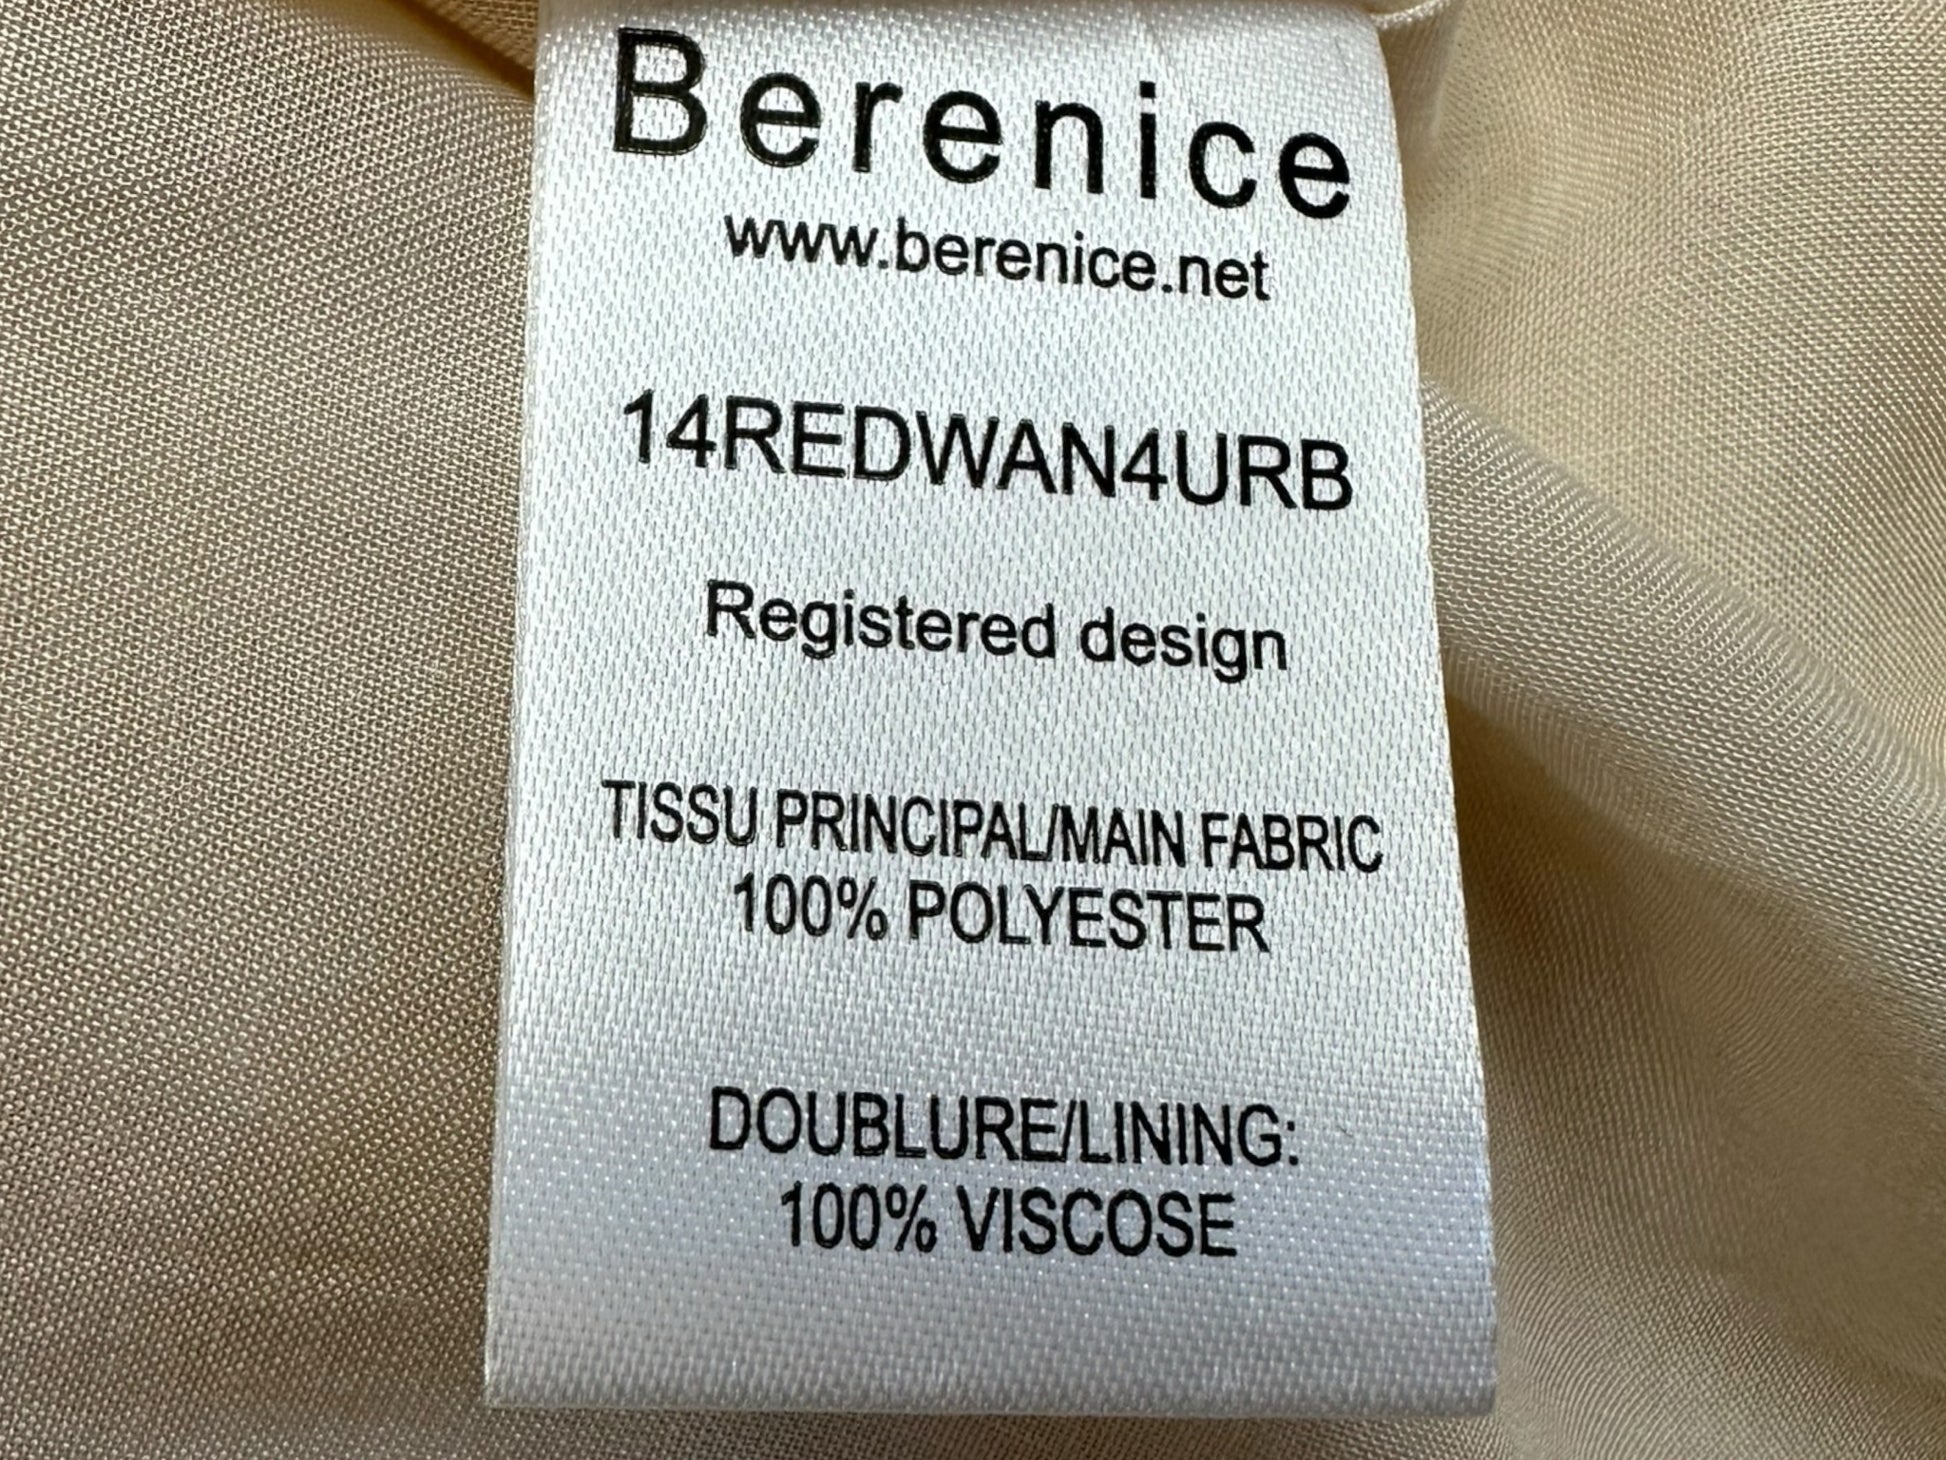 Berenice
www.berenice.net
14REDWAN4URB
Registered design
TISSU PRINCIPAL/MAIN FABRIC
100% POLYESTER
DOUBLURE/LINING:
100% VISCOSE